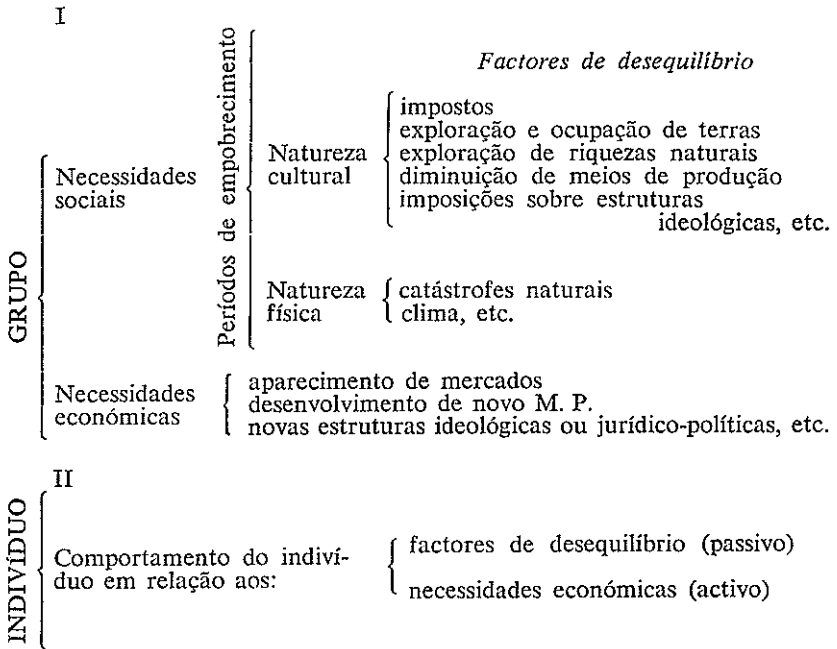 I
GRUPO
Necessidades
sociais
Períodos de empobrecimento
Factores de desequilíbrio
Natureza
cultural
impostos
exploração e ocupação de terras
exploração de riquezas naturais
diminuição de meios de produção
imposições sobre estruturas
ideológicas, etc.
Natureza
física
catástrofes naturais
clima, etc.
Necessidades
económicas
aparecimento de mercados
desenvolvimento de novo M. P.
novas estruturas ideológicas ou jurídico-políticas, etc.
II
INDIVÍDUO
Comportamento do indiví-
duo em relação aos:
factores de desequilíbrio (passivo)
necessidades económicas (activo)